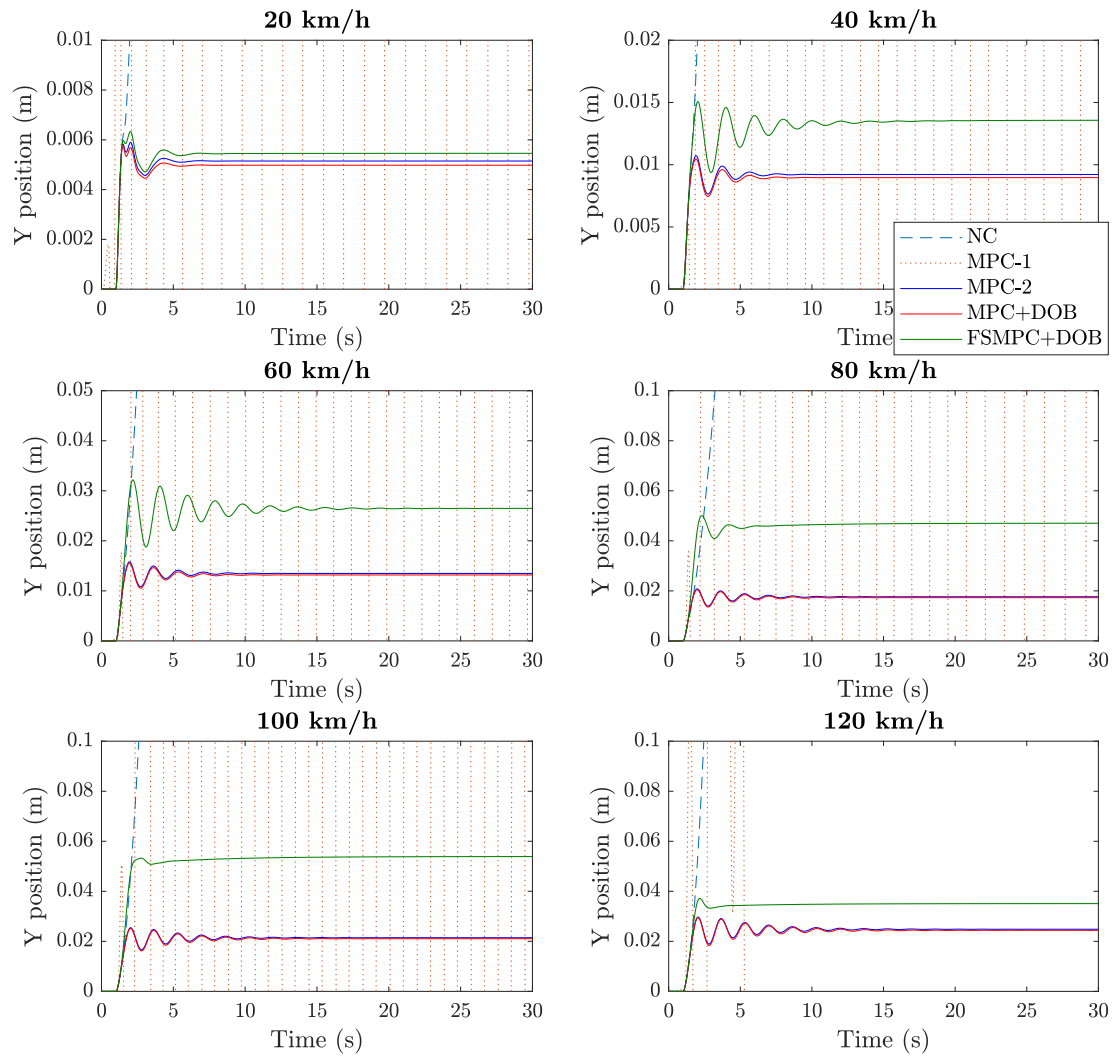 20 km/h
0.01
0.008
0.006
0.004
0.002
0
Y position (m)
0 5 10 15 20 25 30
Time (s)
40 km/h
0.02
0.015
0.01
0.005
0
Y position (m)
0 5 10 15 20 25 30
Time (s)
NC
MPC-1
MPC-2
MPC+DOB
FSMPC+DOB
60 km/h
0.05
0.04
0.03
0.02
0.01
0
Y position (m)
0 5 10 15 20 25 30
Time (s)
80 km/h
0.1
0.08
0.06
0.04
0.02
0
Y position (m)
0 5 10 15 20 25 30
Time (s)
100 km/h
0.1
0.08
0.06
0.04
0.02
0
Y position (m)
0 5 10 15 20 25 30
Time (s)
120 km/h
0.1
0.08
0.06
0.04
0.02
0
Y position (m)
0 5 10 15 20 25 30
Time (s)